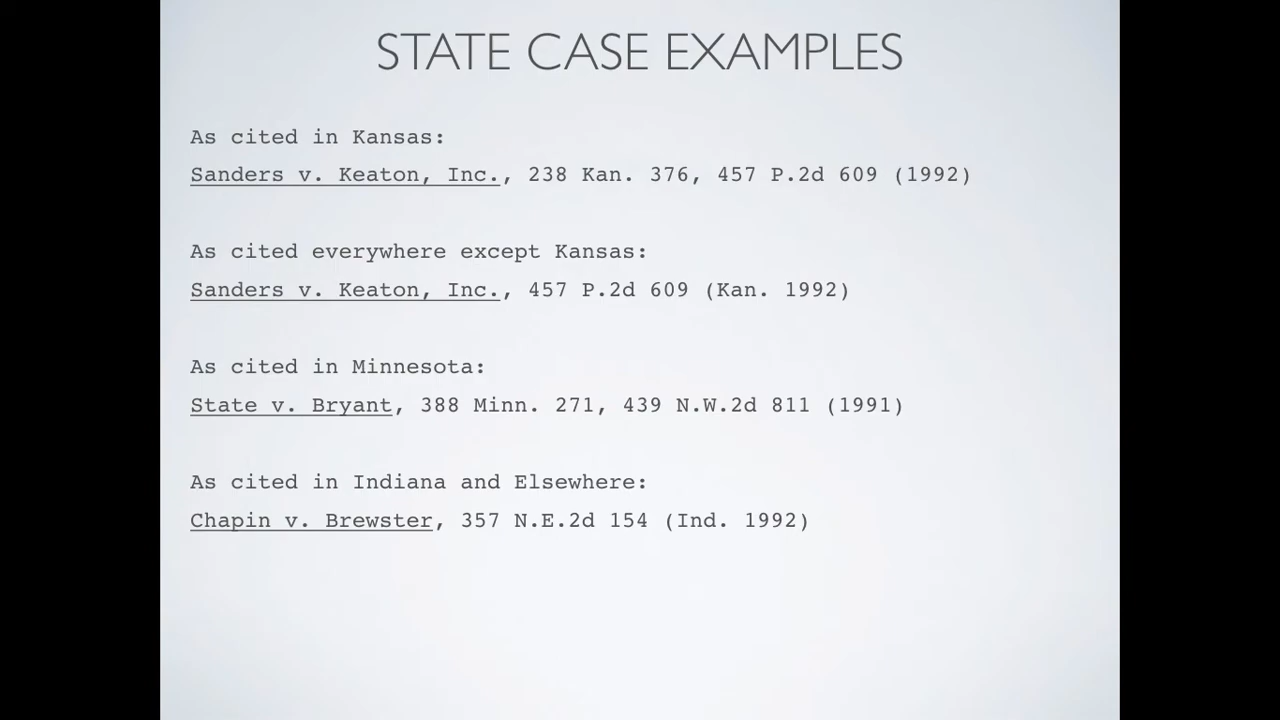 STATE CASE EXAMPLES
As cited in Kansas:
Sanders v. Keaton, Inc., 238 Kan. 376, 457 P.2d 609 (1992)
As cited everywhere except Kansas:
Sanders v. Keaton, Inc., 457 P.2d 609 (Kan. 1992)
As cited in Minnesota:
State v. Bryant, 388 Minn. 271, 439 N.W.2d 811 (1991)
As cited in Indiana and Elsewhere:
Chapin v. Brewster, 357 N.E.2d 154 (Ind. 1992)